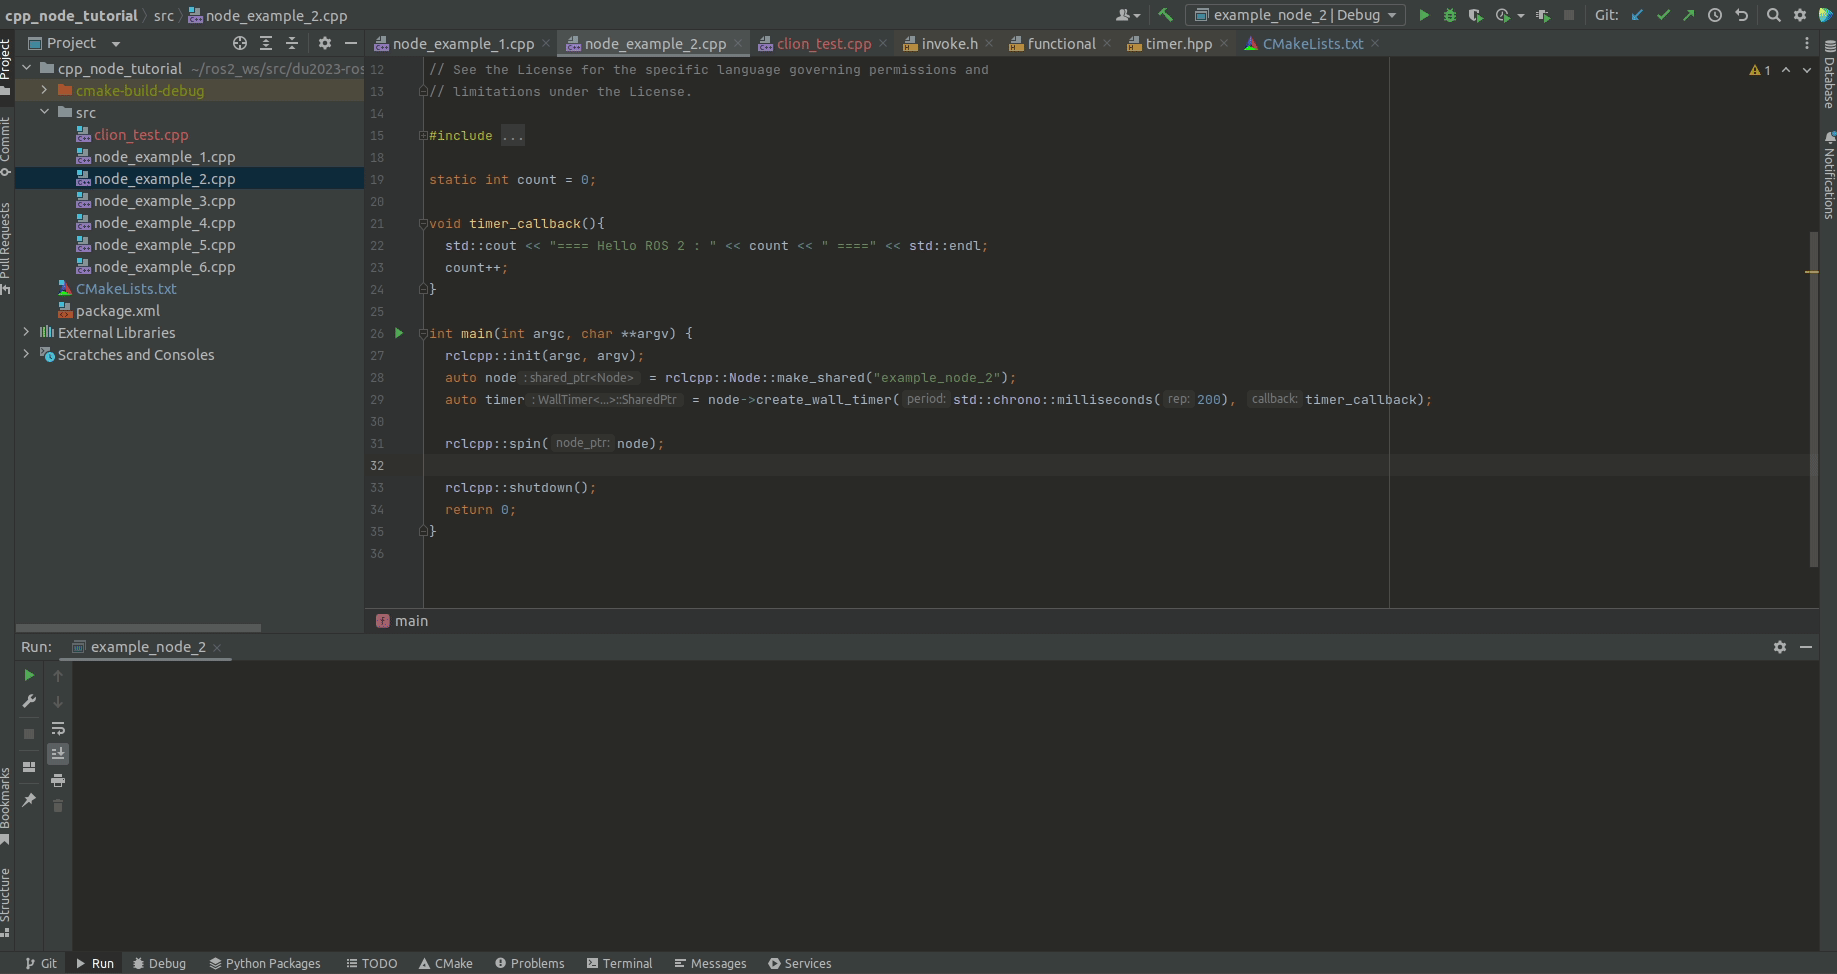 cpp_node_tutorial > src > node_example_2.cpp
example_node_2 | Debug
Git:
Project
node_example_1.cpp
node_example_2.cpp
clion_test.cpp
invoke.h
functional
timer.hpp
CMakeLists.txt
Project
Commit
Pull Requests
Bookmarks
Structure
cpp_node_tutorial ~/ros2_ws/src/du2023-ros
cmake-build-debug
src
clion_test.cpp
node_example_1.cpp
node_example_2.cpp
node_example_3.cpp
node_example_4.cpp
node_example_5.cpp
node_example_6.cpp
CMakeLists.txt
package.xml
External Libraries
Scratches and Consoles
12 // See the License for the specific language governing permissions and
13 // limitations under the License.
14
15 #include ...
18
19 static int count = 0;
20
21 void timer_callback(){
22 std::cout << "==== Hello ROS 2 : " << count << " ====" << std::endl;
23 count++;
24 }
25
26 int main(int argc, char **argv) {
27 rclcpp::init(argc, argv);
28 auto node : shared_ptr<Node> = rclcpp::Node::make_shared("example_node_2");
29 auto timer : WallTimer<...>::SharedPtr = node->create_wall_timer( period: std::chrono::milliseconds( rep: 200), callback: timer_callback);
30
31 rclcpp::spin( node_ptr: node);
32
33 rclcpp::shutdown();
34 return 0;
35 }
36
1
Database
Notifications
main
Run: example_node_2
Git
Run
Debug
Python Packages
TODO
CMake
Problems
Terminal
Messages
Services